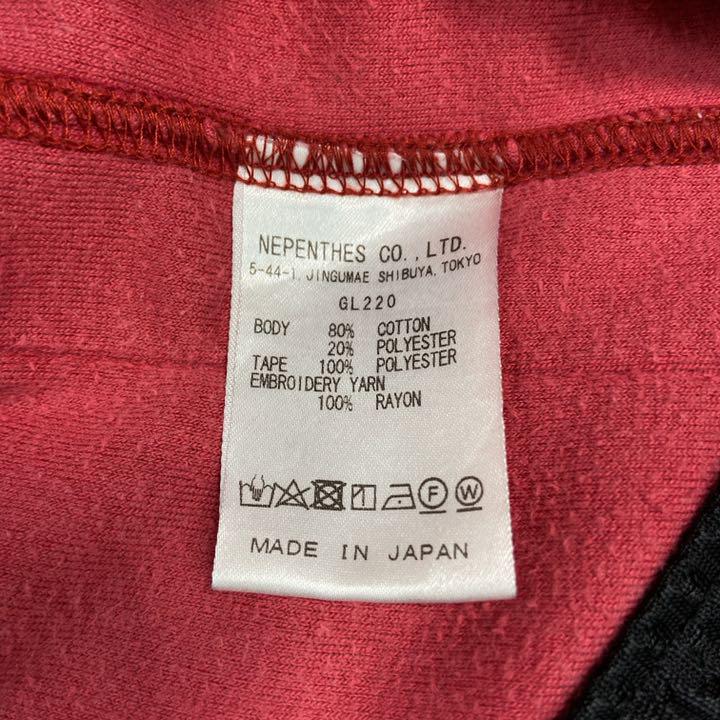 NEPENTHES CO.,LTD.
5-44-1, JINGUMAE SHIBUYA, TOKYO
GL220
BODY 80% COTTON
20% POLYESTER
TAPE 100% POLYESTER
EMBROIDERY YARN
100% RAYON
F W
MADE IN JAPAN